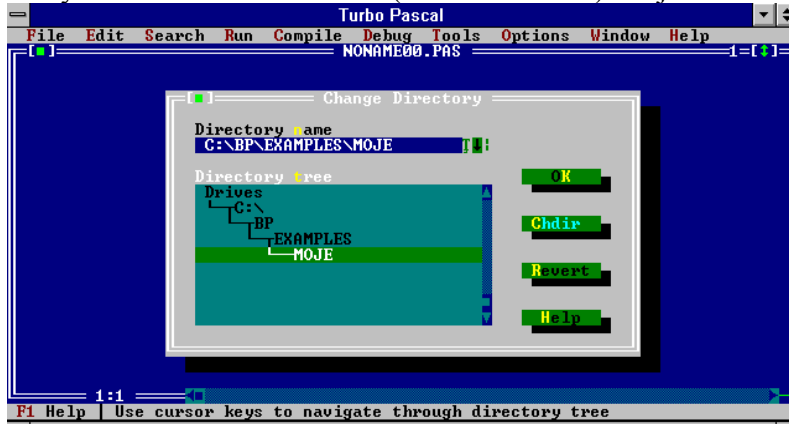 Turbo Pascal
File Edit Search Run Compile Debug Tools Options Window Help
NONAME00.PAS 1
Change Directory
Directory name
C:\BP\EXAMPLES\MOJE
Directory tree
Drives
C:\
BP
EXAMPLES
MOJE
OK
Chdir
Revert
Help
1:1
F1 Help | Use cursor keys to navigate through directory tree